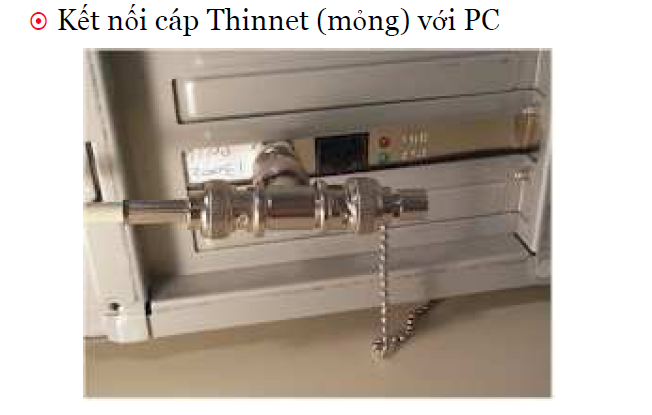 Kết nối cáp Thinnet (mỏng) với PC